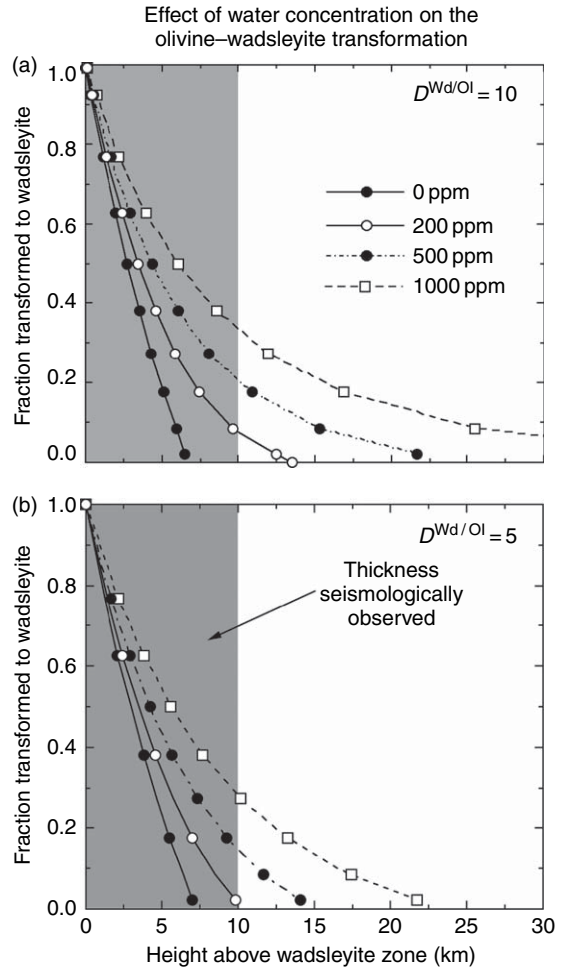 Effect of water concentration on the
olivine–wadsleyite transformation
(a)
1.0
0.8
0.6
0.4
0.2
0.0
Fraction transformed to wadsleyite
D^Wd/Ol = 10
0 ppm
200 ppm
500 ppm
1000 ppm
(b)
1.0
0.8
0.6
0.4
0.2
0.0
Fraction transformed to wadsleyite
D^Wd / Ol = 5
Thickness
seismologically
observed
0 5 10 15 20 25 30
Height above wadsleyite zone (km)